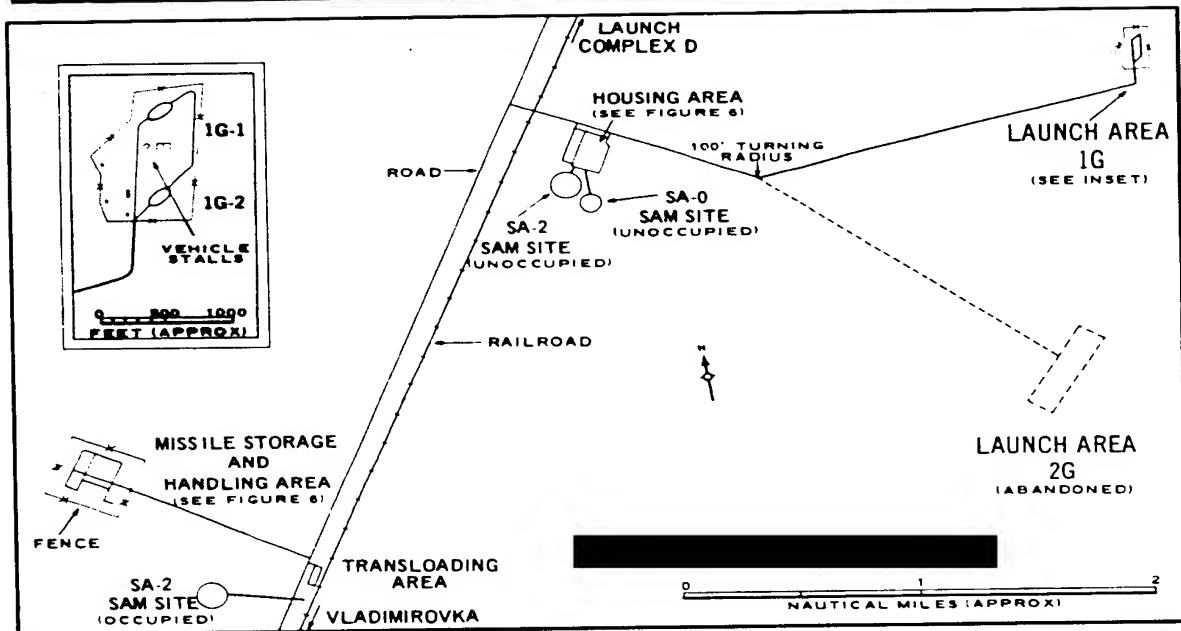 LAUNCH
COMPLEX D
HOUSING AREA
(SEE FIGURE 6)
100' TURNING
RADIUS
LAUNCH AREA
1G
(SEE INSET)
1G-1
1G-2
VEHICLE
STALLS
0 500 1000
FEET (APPROX)
ROAD
SA-2
SAM SITE
(UNOCCUPIED)
SA-0
SAM SITE
(UNOCCUPIED)
RAILROAD
N
LAUNCH AREA
2G
(ABANDONED)
MISSILE STORAGE
AND
HANDLING AREA
(SEE FIGURE 6)
FENCE
TRANSLOADING
AREA
SA-2
SAM SITE
(OCCUPIED)
VLADIMIROVKA
0 1 2
NAUTICAL MILES (APPROX)